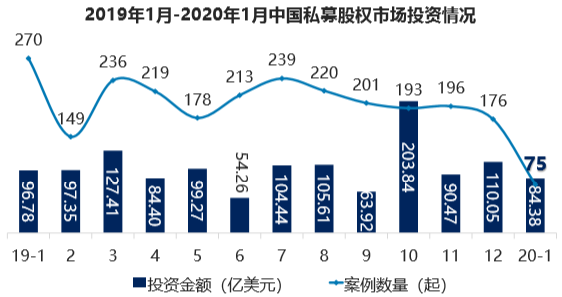 2019年1月-2020年1月中国私募股权市场投资情况
270 149 236 219 178 213 239 220 201 193 196 176 75
96.78 97.35 127.41 84.40 99.27 54.26 104.44 105.61 63.92 203.84 90.47 110.05 84.38
19-1 2 3 4 5 6 7 8 9 10 11 12 20-1
投资金额（亿美元） 案例数量（起）